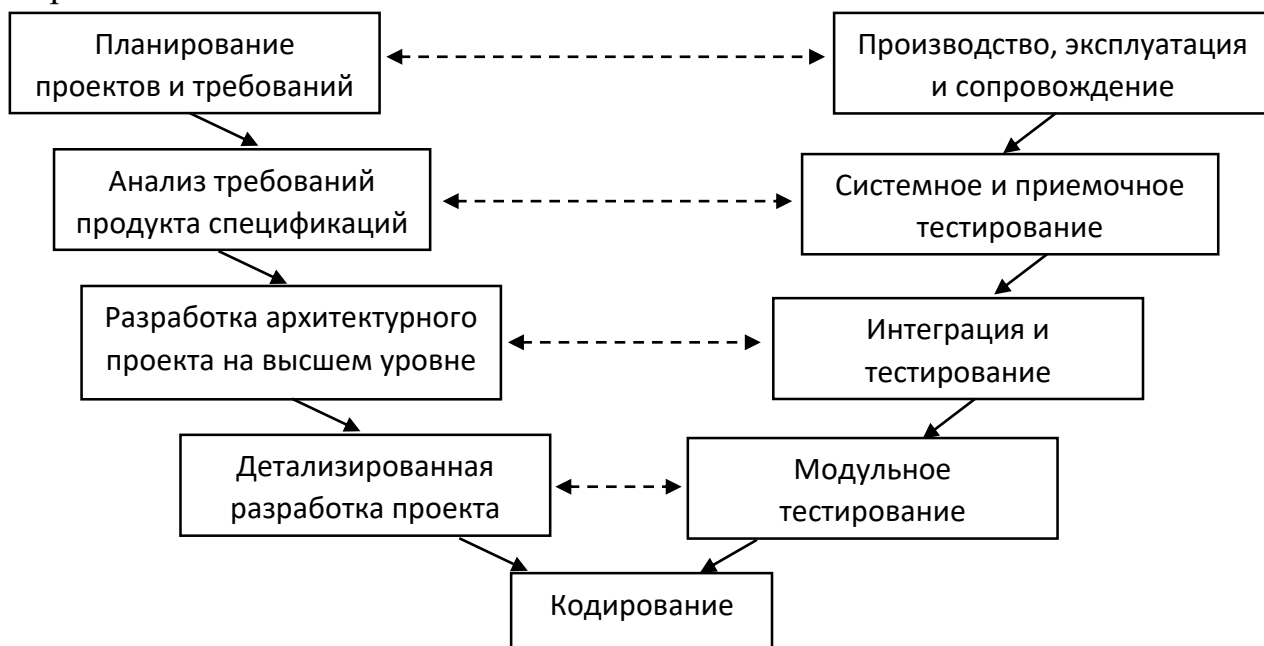 Планирование
проектов и требований
Производство, эксплуатация
и сопровождение
Анализ требований
продукта спецификаций
Системное и приемочное
тестирование
Разработка архитектурного
проекта на высшем уровне
Интеграция и
тестирование
Детализированная
разработка проекта
Модульное
тестирование
Кодирование